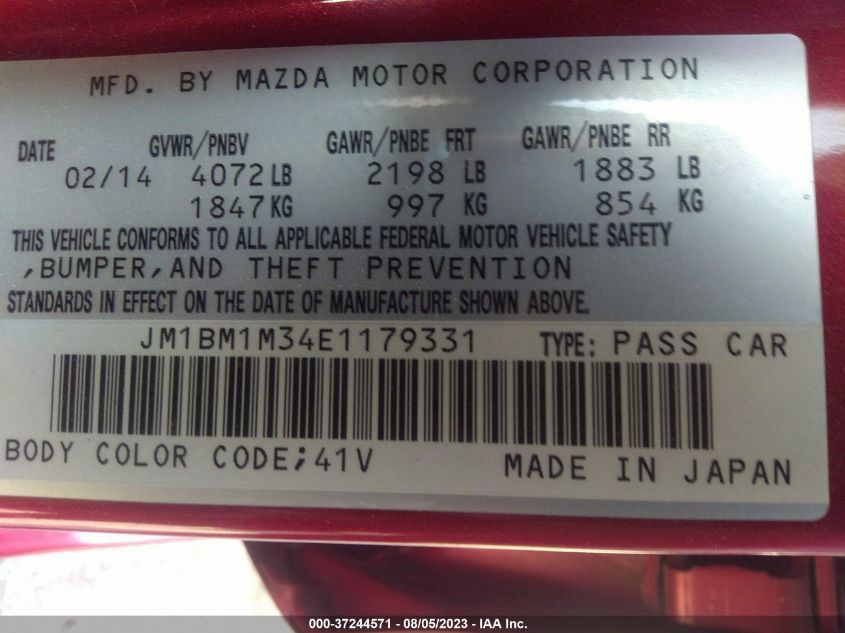 MFD. BY MAZDA MOTOR CORPORATION
DATE GVWR/PNBV GAWR/PNBE FRT GAWR/PNBE RR
02/14 4072 LB 2198 LB 1883 LB
1847 KG 997 KG 854 KG
THIS VEHICLE CONFORMS TO ALL APPLICABLE FEDERAL MOTOR VEHICLE SAFETY
,BUMPER,AND THEFT PREVENTION
STANDARDS IN EFFECT ON THE DATE OF MANUFACTURE SHOWN ABOVE.
JM1BM1M34E1179331 TYPE: PASS CAR
BODY COLOR CODE;41V MADE IN JAPAN
000-37244571 - 08/05/2023 - IAA Inc.